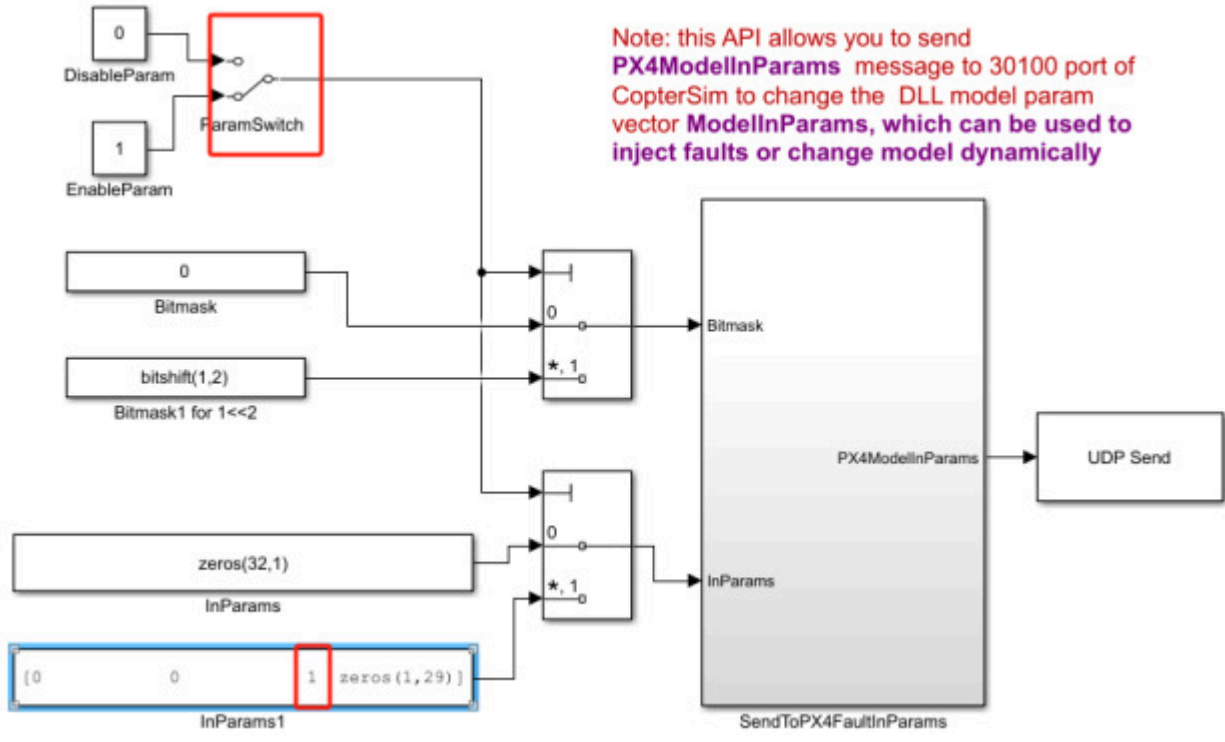 0
DisableParam
ParamSwitch
1
EnableParam
Note: this API allows you to send
PX4ModelInParams message to 30100 port of
CopterSim to change the DLL model param
vector ModelInParams, which can be used to
inject faults or change model dynamically
0
Bitmask
bitshift(1,2)
Bitmask1 for 1<<2
0
*, 1
Bitmask
PX4ModelInParams
UDP Send
zeros(32,1)
InParams
0
*, 1
InParams
[0 0 1 zeros(1,29)]
InParams1
SendToPX4FaultInParams